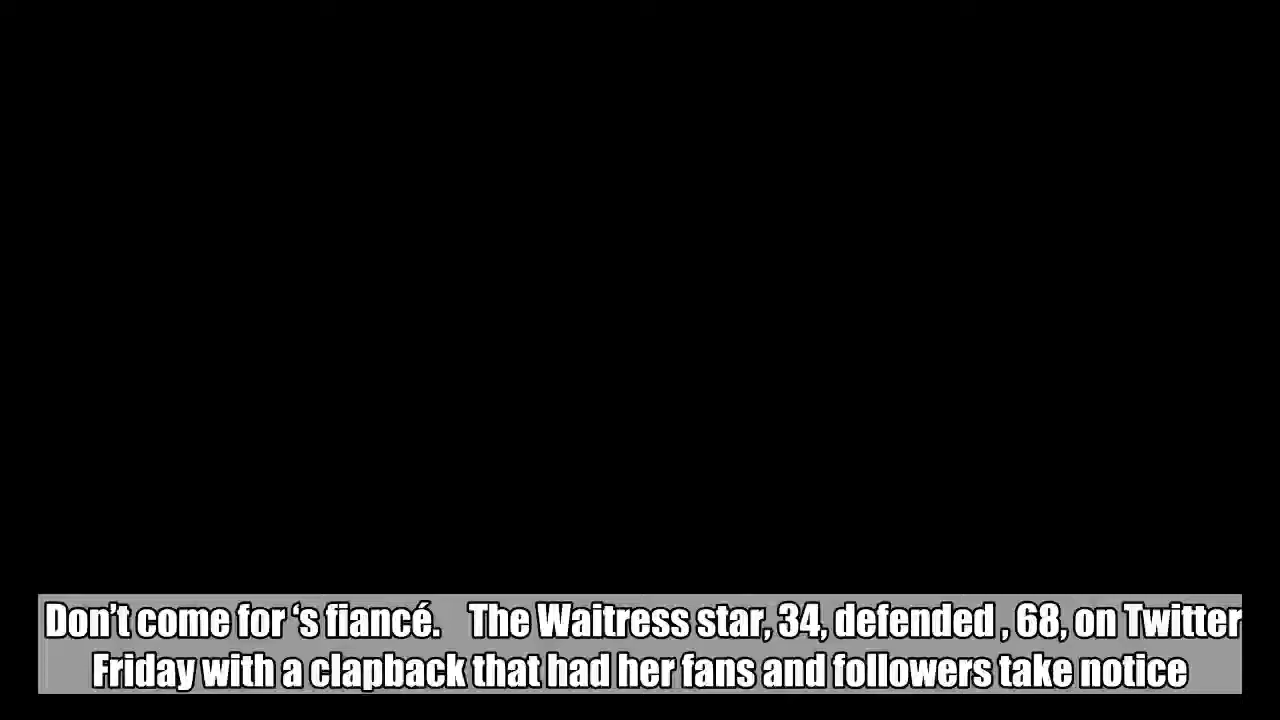 Don’t come for ‘s fiancé.    The Waitress star, 34, defended , 68, on Twitter
Friday with a clapback that had her fans and followers take notice